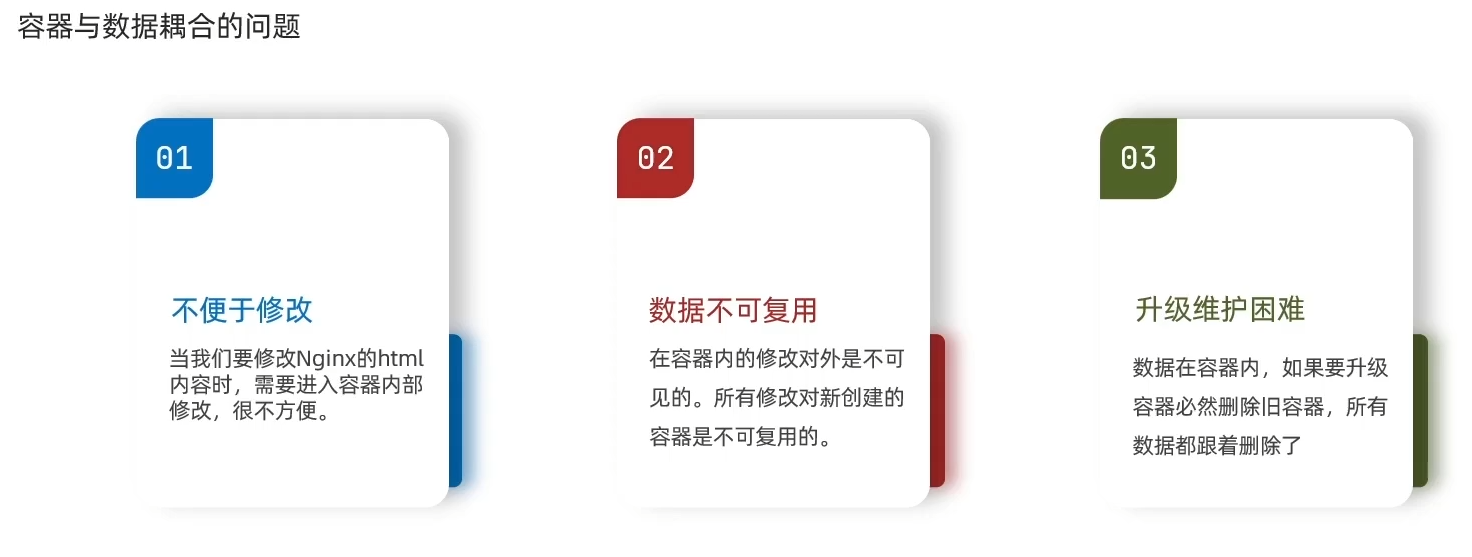 容器与数据耦合的问题
01
不便于修改
当我们要修改Nginx的html
内容时，需要进入容器内部
修改，很不方便。
02
数据不可复用
在容器内的修改对外是不可
见的。所有修改对新创建的
容器是不可复用的。
03
升级维护困难
数据在容器内，如果要升级
容器必然删除旧容器，所有
数据都跟着删除了